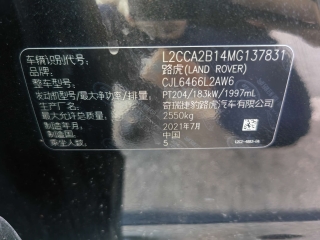 车辆识别代号: L2CCA2B14MG137831
品牌: 路虎(LAND ROVER)
整车型号: CJL6466L2AW6
发动机型号/最大净功率/排量: PT204/183kW/1997mL
生产企业名称: 奇瑞捷豹路虎汽车有限公司
最大允许总质量: 2550kg
制造年月: 2021年7月
制造国: 中国
乘坐人数: 5